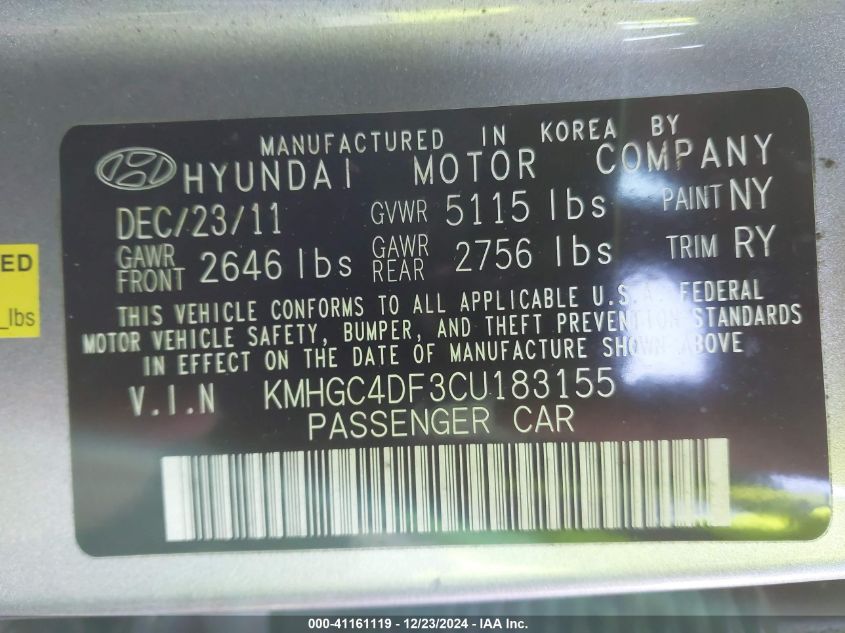 MANUFACTURED IN KOREA BY
HYUNDAI MOTOR COMPANY
DEC/23/11 GVWR 5115 lbs PAINT NY
GAWR FRONT 2646 lbs GAWR REAR 2756 lbs TRIM RY
THIS VEHICLE CONFORMS TO ALL APPLICABLE U.S.A. FEDERAL
MOTOR VEHICLE SAFETY, BUMPER, AND THEFT PREVENTION STANDARDS
IN EFFECT ON THE DATE OF MANUFACTURE SHOWN ABOVE
V.I.N KMHGC4DF3CU183155
PASSENGER CAR
ED
lbs
000-41161119 - 12/23/2024 - IAA Inc.